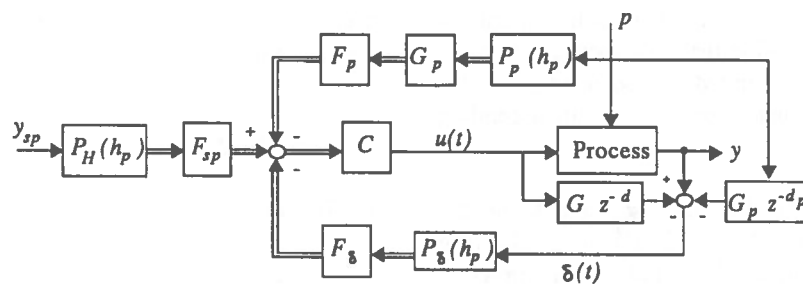 p
F_p G_p P_p (h_p)
y_sp P_H (h_p) F_sp + - C u(t) Process y
-
+
G z^-d - - G_p z^-d_p
F_δ P_δ (h_p)
δ(t)